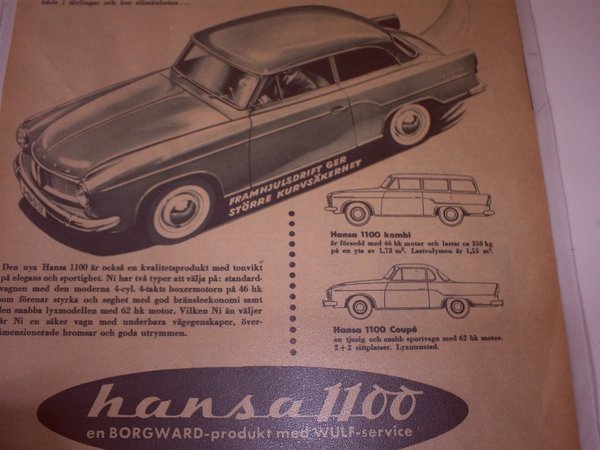 både i tävlingar och hos allmänheten...
FRAMHJULSDRIFT GER
STÖRRE KURVSÄKERHET
Hansa 1100 kombi
är försedd med 46 hk motor och lastar ca 350 kg
på en yta av 1,73 m². Lastvolymen är 1,55 m³.
Den nya Hansa 1100 är också en kvalitetsprodukt med tonvikt
på elegans och sportighet. Ni har två typer att välja på: standard-
vagnen med den moderna 4-cyl. 4-takts boxermotorn på 46 hk
som förenar styrka och seghet med god bränsleekonomi samt
den snabba lyxmodellen med 62 hk motor. Vilken Ni än väljer
är Ni en säker vagn med underbara vägegenskaper, över-
dimensionerade bromsar och goda utrymmen.
Hansa 1100 Coupé
en tjusig och snabb sportvagn med 62 hk motor.
2+2 sittplatser. Lyxutrustad.
hansa 1100
en BORGWARD-produkt med WULF-service